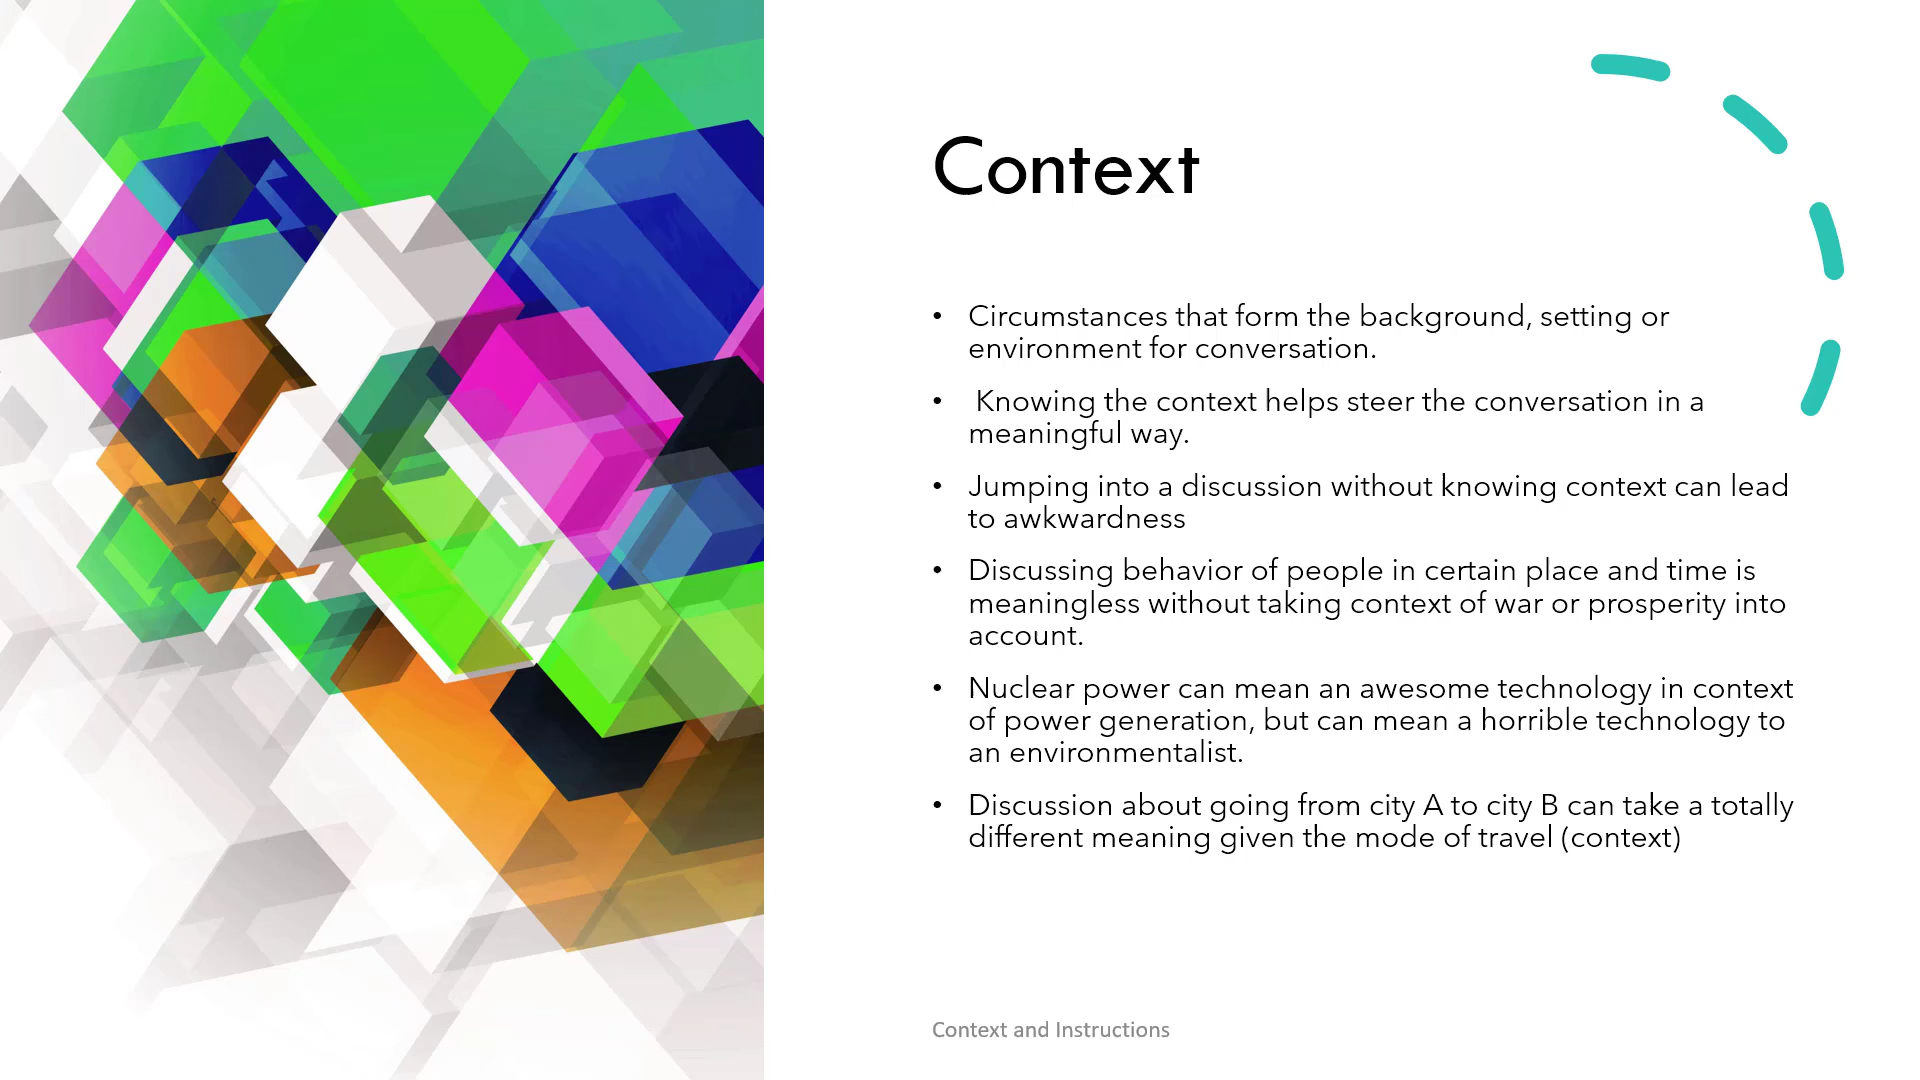 Context
• Circumstances that form the background, setting or
environment for conversation.
• Knowing the context helps steer the conversation in a
meaningful way.
• Jumping into a discussion without knowing context can lead
to awkwardness
• Discussing behavior of people in certain place and time is
meaningless without taking context of war or prosperity into
account.
• Nuclear power can mean an awesome technology in context
of power generation, but can mean a horrible technology to
an environmentalist.
• Discussion about going from city A to city B can take a totally
different meaning given the mode of travel (context)
Context and Instructions